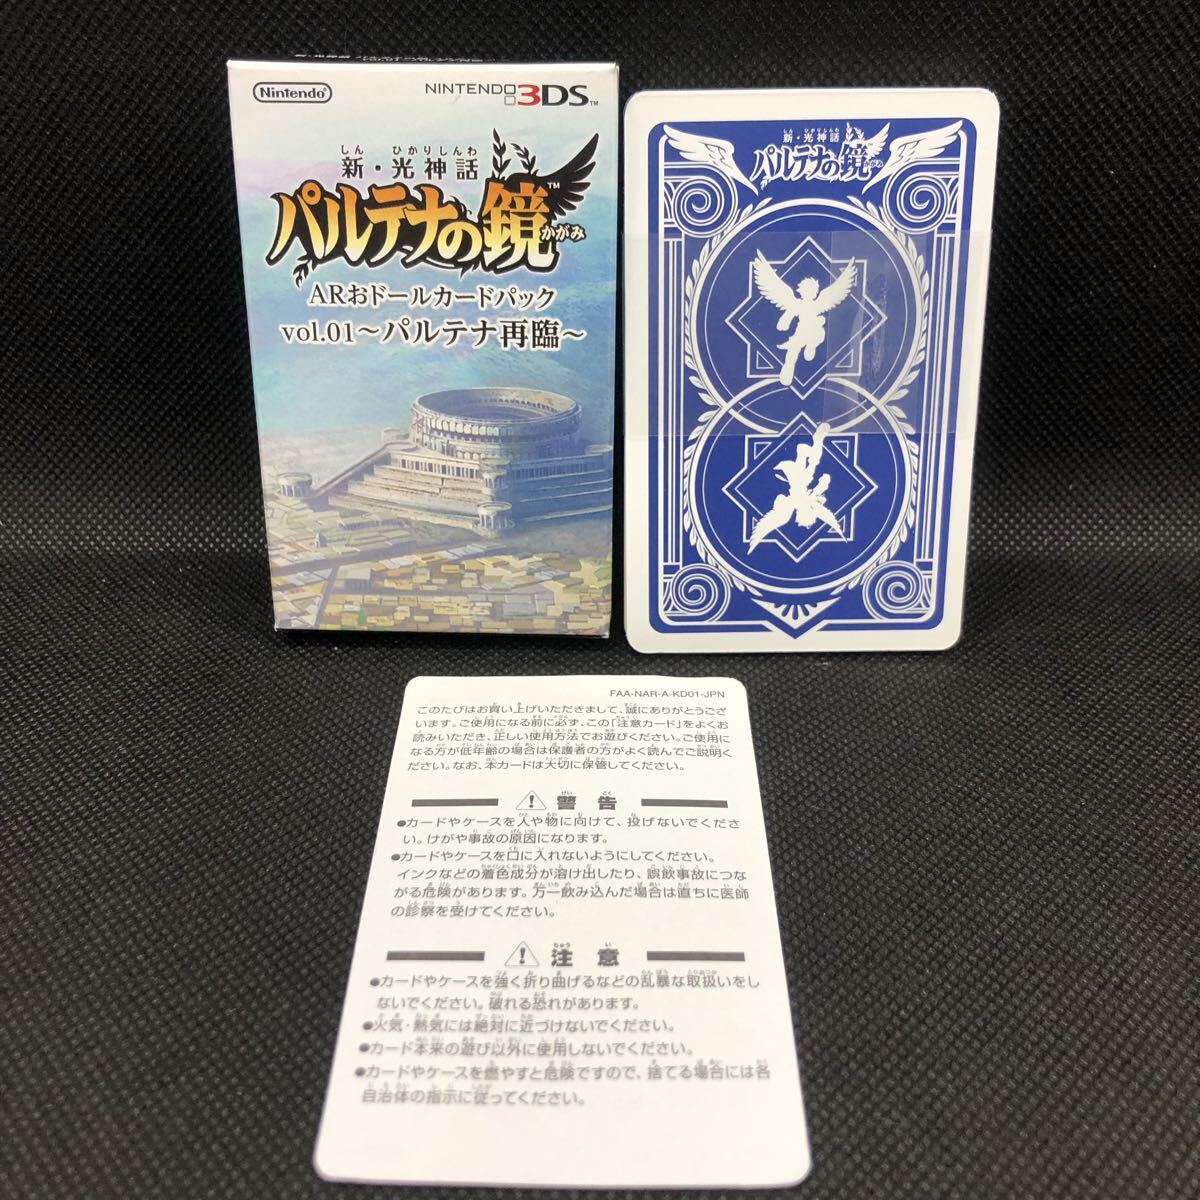 Nintendo
NINTENDO3DS™
しん ひかりしんわ
新・光神話
パルテナの鏡™
かがみ
ARおドールカードパック
vol.01～パルテナ再臨～
しん ひかりしんわ
新・光神話
パルテナの鏡
かがみ
FAA-NAR-A-KD01-JPN
このたびはお買い上げいただきまして、誠にありがとうござ
います。ご使用になる前に必ず、この「注意カード」をよくお
読みいただき、正しい使用方法でお遊びください。ご使用に
なる方が低年齢の場合は保護者の方がよく読んでご説明く
ださい。なお、本カードは大切に保管してください。
けい こく
警告
●カードやケースを人や物に向けて、投げないでくださ
い。けがや事故の原因になります。
●カードやケースを口に入れないようにしてください。
インクなどの着色成分が溶け出したり、誤飲事故につな
がる危険があります。万一飲み込んだ場合は直ちに医師
の診察を受けてください。
ちゅう い
注意
●カードやケースを強く折り曲げるなどの乱暴な取扱いをし
ないでください。破れる恐れがあります。
●火気・熱気には絶対に近づけないでください。
●カード本来の遊び以外に使用しないでください。
●カードやケースを燃やすと危険ですので、捨てる場合には各
自治体の指示に従ってください。